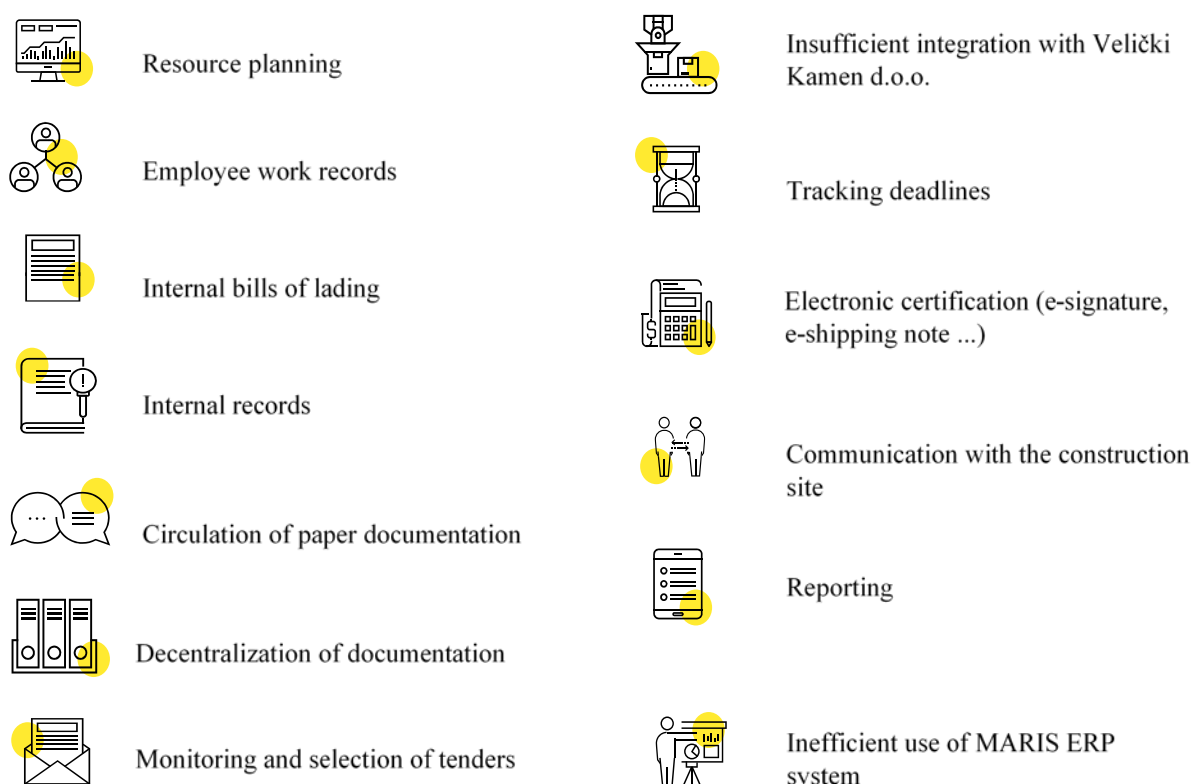 Resource planning
Employee work records
Internal bills of lading
Internal records
Circulation of paper documentation
Decentralization of documentation
Monitoring and selection of tenders
Insufficient integration with Velički
Kamen d.o.o.
Tracking deadlines
Electronic certification (e-signature,
e-shipping note ...)
Communication with the construction
site
Reporting
Inefficient use of MARIS ERP
system